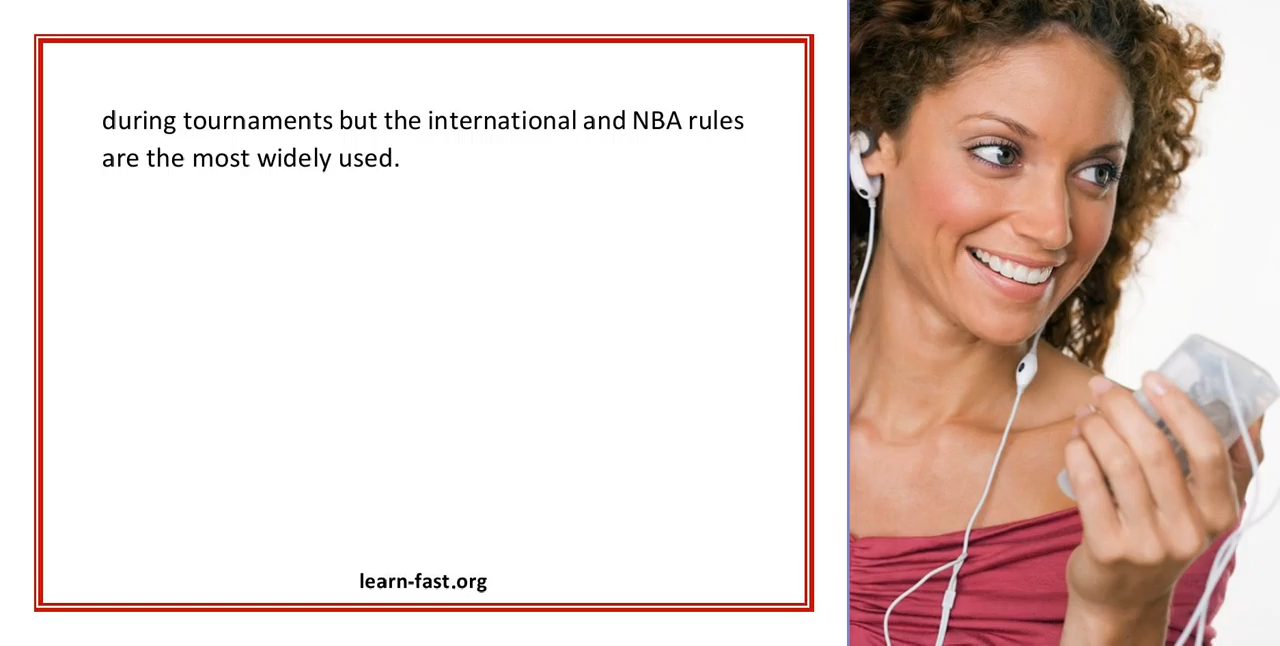 during tournaments but the international and NBA rules
are the most widely used.
learn-fast.org